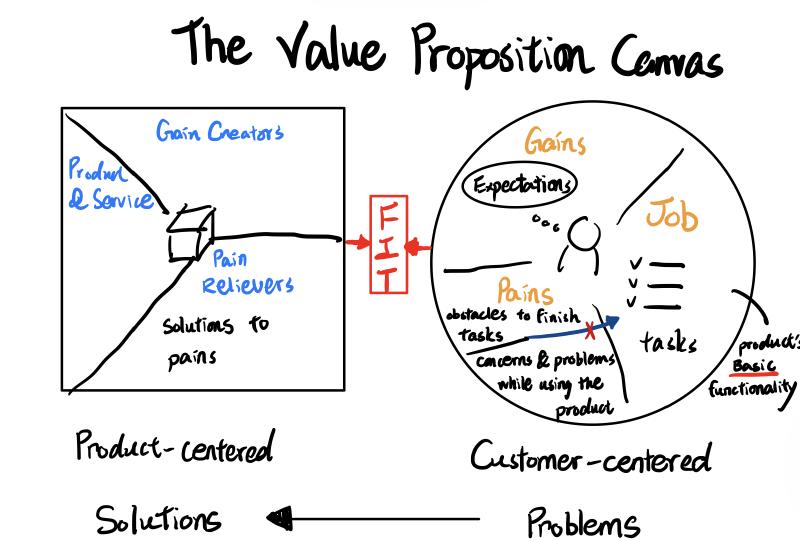 The Value Proposition Canvas
Gain Creators
Product
& Service
Pain
Relievers
Solutions to
pains
FIT
Gains
Expectations
Job
Pains
obstacles to finish
tasks
concerns & problems
while using the
product
tasks
product's
Basic
functionality
Product-centered
Customer-centered
Solutions
Problems